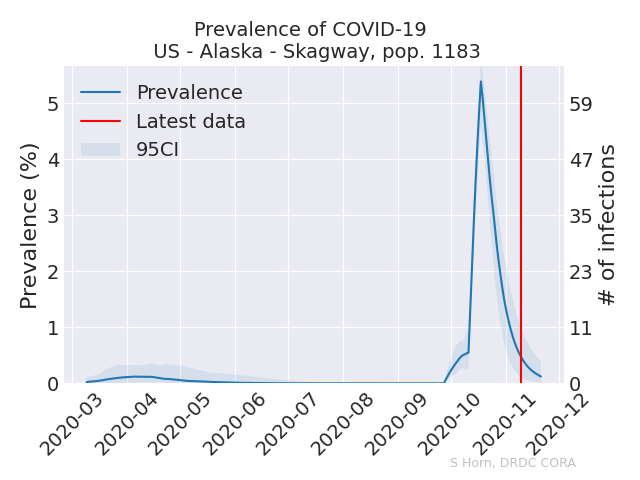 Prevalence of COVID-19
US - Alaska - Skagway, pop. 1183
Prevalence
Latest data
95CI
Prevalence (%)
5
4
3
2
1
0
59
47
35
23
11
0
# of infections
2020-03
2020-04
2020-05
2020-06
2020-07
2020-08
2020-09
2020-10
2020-11
2020-12
S Horn, DRDC CORA